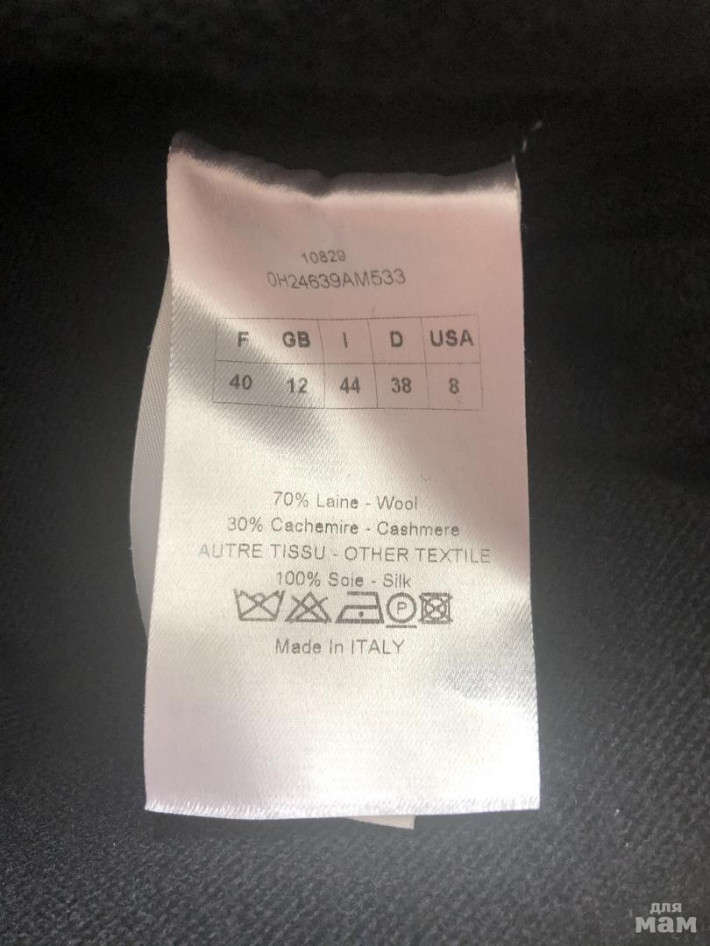 10829
0H24639AM533
F GB I D USA
40 12 44 38 8
70% Laine - Wool
30% Cachemire - Cashmere
AUTRE TISSU - OTHER TEXTILE
100% Soie - Silk
P
Made In ITALY
для
мам